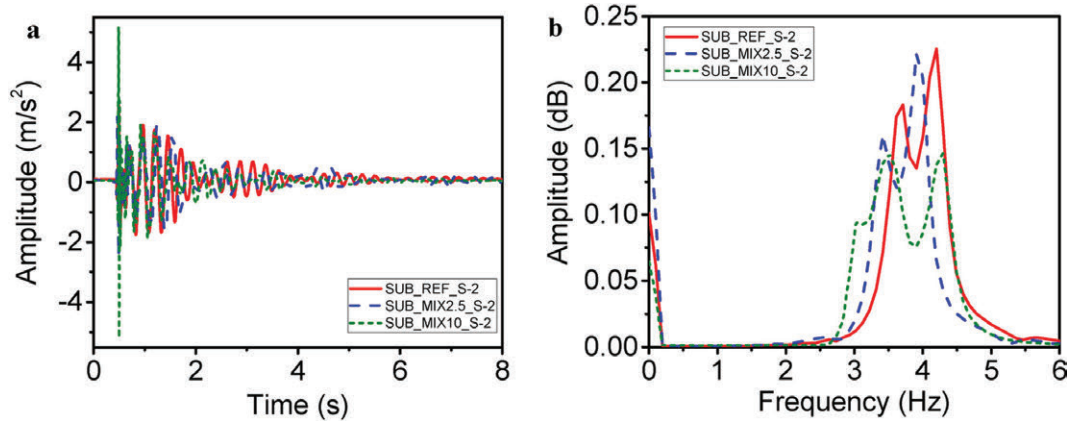 a
Amplitude (m/s²)
4
2
0
-2
-4
0 2 4 6 8
Time (s)
SUB_REF_S-2
SUB_MIX2.5_S-2
SUB_MIX10_S-2
b
Amplitude (dB)
0.25
0.20
0.15
0.10
0.05
0.00
0 1 2 3 4 5 6
Frequency (Hz)
SUB_REF_S-2
SUB_MIX2.5_S-2
SUB_MIX10_S-2